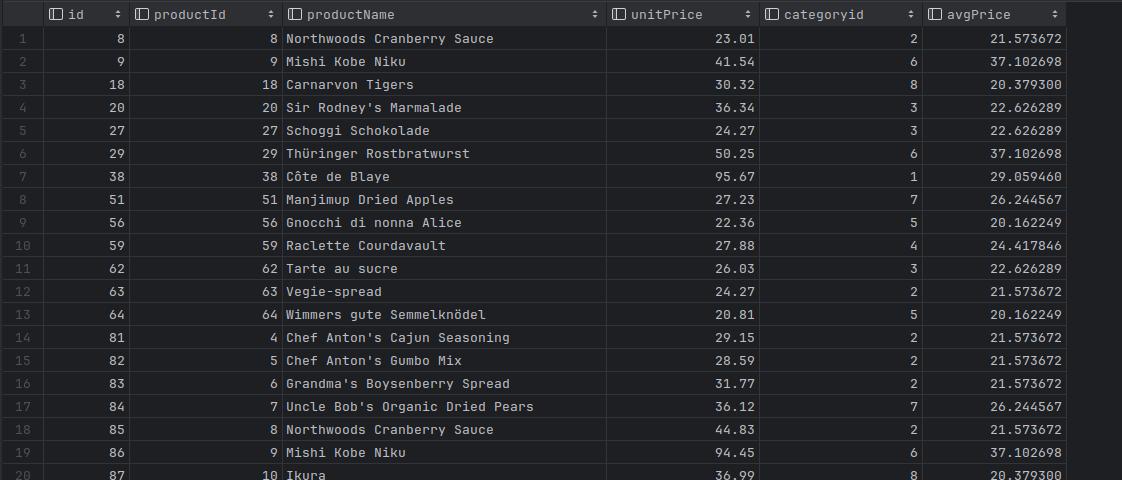 id productId productName unitPrice categoryid avgPrice
1 8 8 Northwoods Cranberry Sauce 23.01 2 21.573672
2 9 9 Mishi Kobe Niku 41.54 6 37.102698
3 18 18 Carnarvon Tigers 30.32 8 20.379300
4 20 20 Sir Rodney's Marmalade 36.34 3 22.626289
5 27 27 Schoggi Schokolade 24.27 3 22.626289
6 29 29 Thüringer Rostbratwurst 50.25 6 37.102698
7 38 38 Côte de Blaye 95.67 1 29.059460
8 51 51 Manjimup Dried Apples 27.23 7 26.244567
9 56 56 Gnocchi di nonna Alice 22.36 5 20.162249
10 59 59 Raclette Courdavault 27.88 4 24.417846
11 62 62 Tarte au sucre 26.03 3 22.626289
12 63 63 Vegie-spread 24.27 2 21.573672
13 64 64 Wimmers gute Semmelknödel 20.81 5 20.162249
14 81 4 Chef Anton's Cajun Seasoning 29.15 2 21.573672
15 82 5 Chef Anton's Gumbo Mix 28.59 2 21.573672
16 83 6 Grandma's Boysenberry Spread 31.77 2 21.573672
17 84 7 Uncle Bob's Organic Dried Pears 36.12 7 26.244567
18 85 8 Northwoods Cranberry Sauce 44.83 2 21.573672
19 86 9 Mishi Kobe Niku 94.45 6 37.102698
20 87 10 Ikura 36.99 8 20.379300